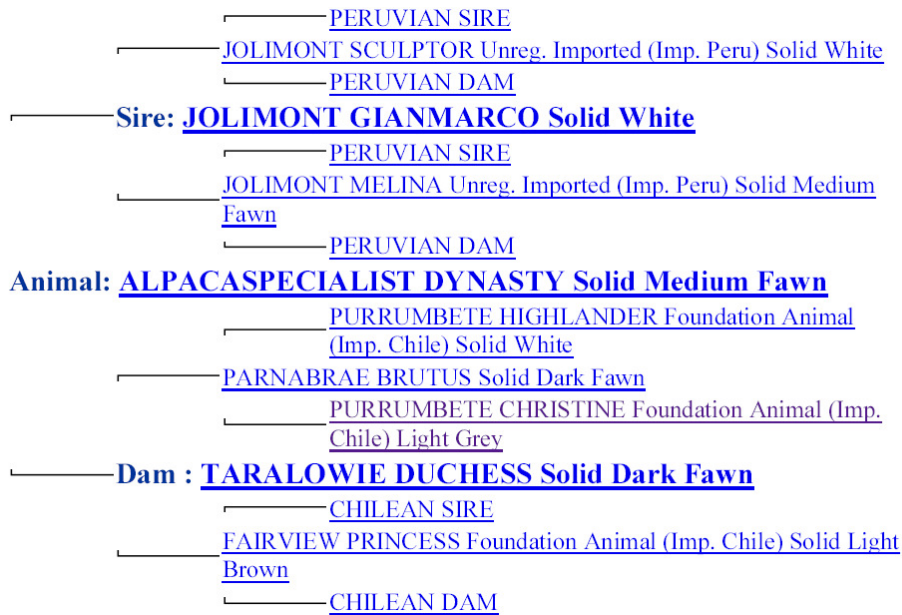 PERUVIAN SIRE
JOLIMONT SCULPTOR Unreg. Imported (Imp. Peru) Solid White
PERUVIAN DAM
Sire: JOLIMONT GIANMARCO Solid White
PERUVIAN SIRE
JOLIMONT MELINA Unreg. Imported (Imp. Peru) Solid Medium
Fawn
PERUVIAN DAM
Animal: ALPACASPECIALIST DYNASTY Solid Medium Fawn
PURRUMBETE HIGHLANDER Foundation Animal
(Imp. Chile) Solid White
PARNABRAE BRUTUS Solid Dark Fawn
PURRUMBETE CHRISTINE Foundation Animal (Imp.
Chile) Light Grey
Dam : TARALOWIE DUCHESS Solid Dark Fawn
CHILEAN SIRE
FAIRVIEW PRINCESS Foundation Animal (Imp. Chile) Solid Light
Brown
CHILEAN DAM